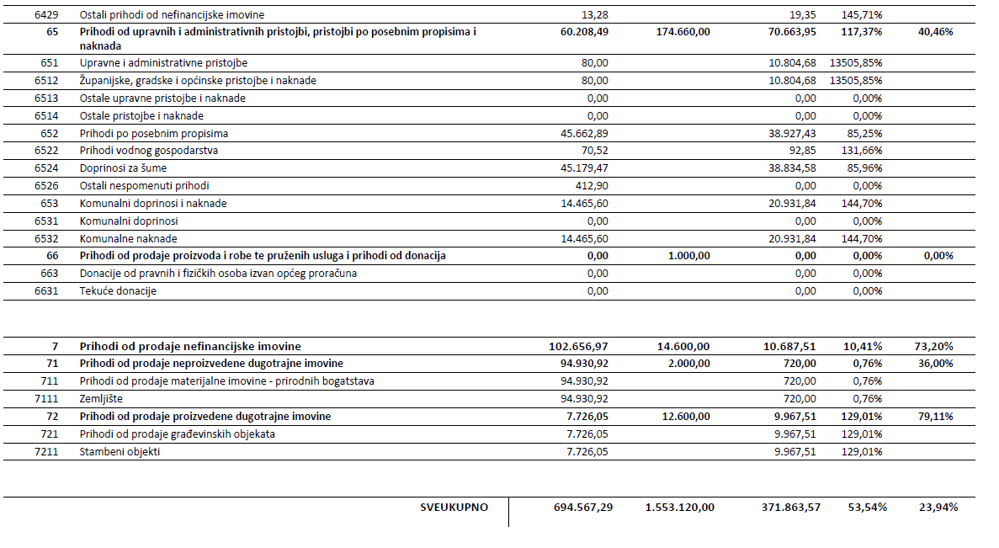 6429 Ostali prihodi od nefinancijske imovine 13,28 19,35 145,71%
65 Prihodi od upravnih i administrativnih pristojbi, pristojbi po posebnim propisima i 60.208,49 174.660,00 70.663,95 117,37% 40,46%
naknada
651 Upravne i administrativne pristojbe 80,00 10.804,68 13505,85%
6512 Županijske, gradske i općinske pristojbe i naknade 80,00 10.804,68 13505,85%
6513 Ostale upravne pristojbe i naknade 0,00 0,00 0,00%
6514 Ostale pristojbe i naknade 0,00 0,00 0,00%
652 Prihodi po posebnim propisima 45.662,89 38.927,43 85,25%
6522 Prihodi vodnog gospodarstva 70,52 92,85 131,66%
6524 Doprinosi za šume 45.179,47 38.834,58 85,96%
6526 Ostali nespomenuti prihodi 412,90 0,00 0,00%
653 Komunalni doprinosi i naknade 14.465,60 20.931,84 144,70%
6531 Komunalni doprinosi 0,00 0,00 0,00%
6532 Komunalne naknade 14.465,60 20.931,84 144,70%
66 Prihodi od prodaje proizvoda i robe te pruženih usluga i prihodi od donacija 0,00 1.000,00 0,00 0,00% 0,00%
663 Donacije od pravnih i fizičkih osoba izvan općeg proračuna 0,00 0,00 0,00%
6631 Tekuće donacije 0,00 0,00 0,00%
7 Prihodi od prodaje nefinancijske imovine 102.656,97 14.600,00 10.687,51 10,41% 73,20%
71 Prihodi od prodaje neproizvedene dugotrajne imovine 94.930,92 2.000,00 720,00 0,76% 36,00%
711 Prihodi od prodaje materijalne imovine - prirodnih bogatstava 94.930,92 720,00 0,76%
7111 Zemljište 94.930,92 720,00 0,76%
72 Prihodi od prodaje proizvedene dugotrajne imovine 7.726,05 12.600,00 9.967,51 129,01% 79,11%
721 Prihodi od prodaje građevinskih objekata 7.726,05 9.967,51 129,01%
7211 Stambeni objekti 7.726,05 9.967,51 129,01%
SVEUKUPNO 694.567,29 1.553.120,00 371.863,57 53,54% 23,94%